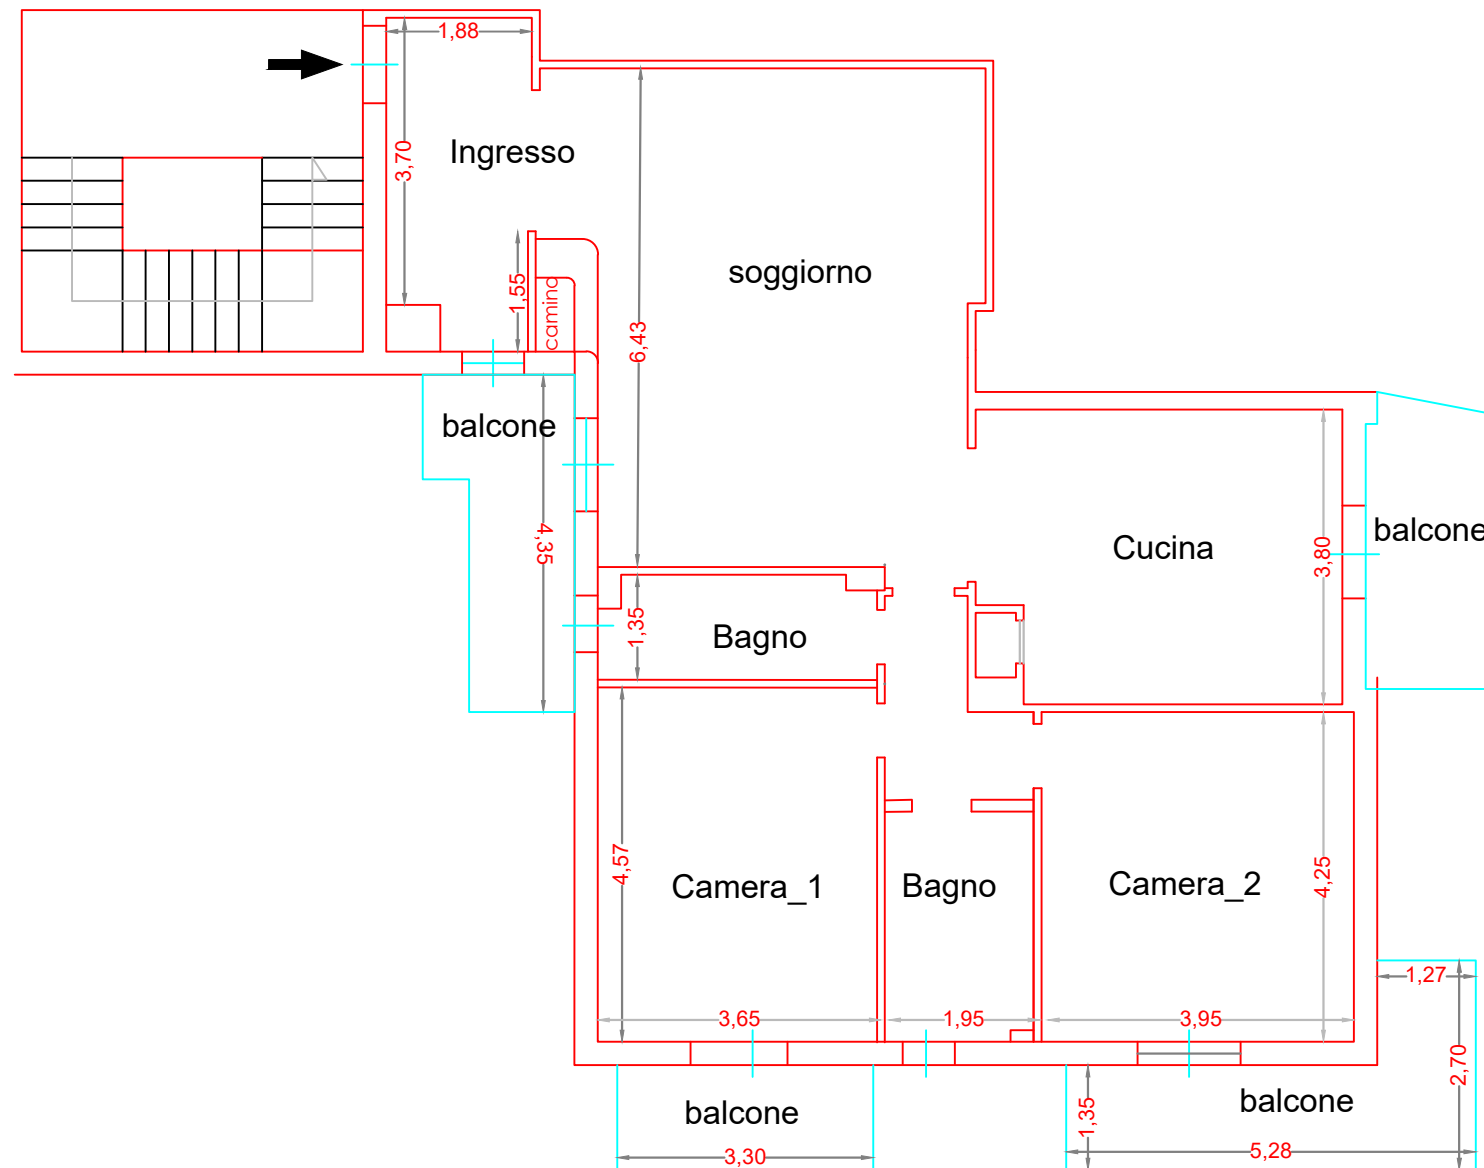 1,88
Ingresso
3,70
soggiorno
1,55
camino
6,43
balcone
4,35
Cucina
3,80
balcone
Bagno
1,35
Camera_1
4,57
Bagno
Camera_2
4,25
3,65
1,95
3,95
1,27
2,70
balcone
3,30
balcone
1,35
5,28